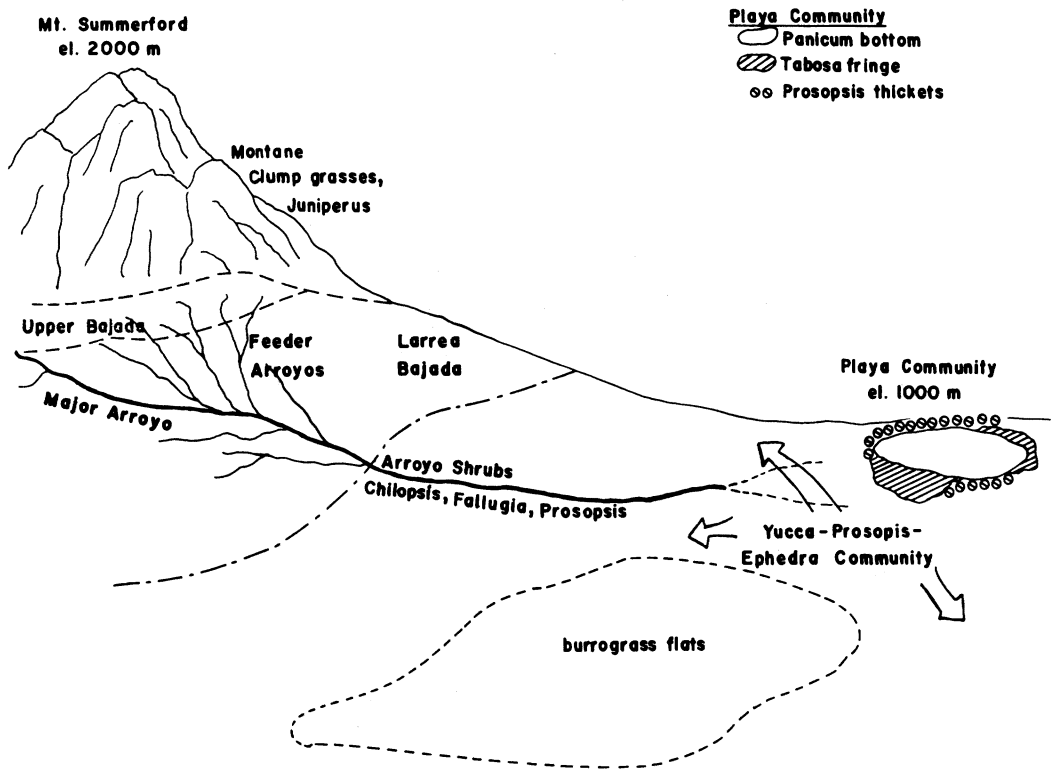 Mt. Summerford
el. 2000 m
Playa Community
Panicum bottom
Tabosa fringe
Prosopsis thickets
Montane
Clump grasses,
Juniperus
Upper Bajada
Feeder
Arroyos
Larrea
Bajada
Major Arroyo
Playa Community
el. 1000 m
Arroyo Shrubs
Chilopsis, Fallugia, Prosopsis
Yucca-Prosopis-
Ephedra Community
burrograss flats